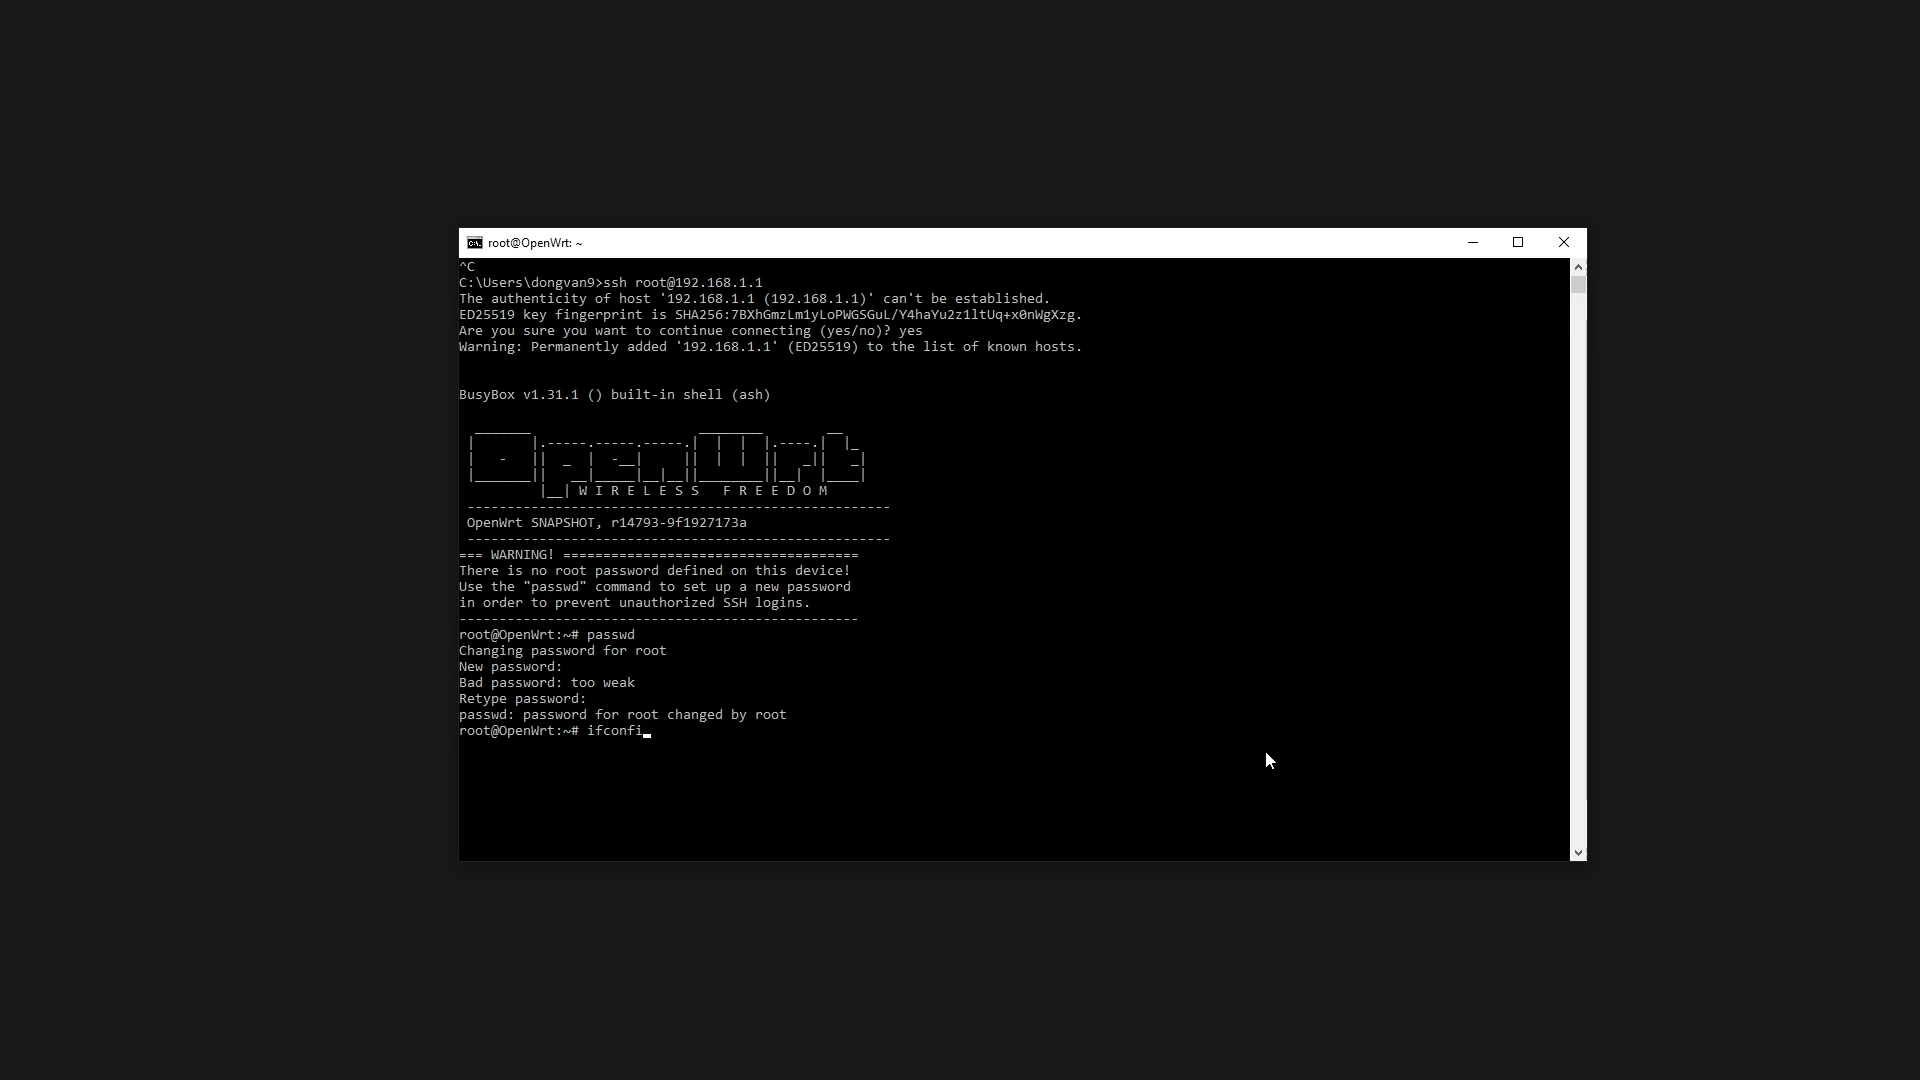 root@OpenWrt: ~
^C
C:\Users\dongvan9>ssh root@192.168.1.1
The authenticity of host '192.168.1.1 (192.168.1.1)' can't be established.
ED25519 key fingerprint is SHA256:7BXhGmzLm1yLoPWGSGuL/Y4haYu2z1ltUq+x0nWgXzg.
Are you sure you want to continue connecting (yes/no)? yes
Warning: Permanently added '192.168.1.1' (ED25519) to the list of known hosts.
BusyBox v1.31.1 () built-in shell (ash)
OpenWrt
W I R E L E S S   F R E E D O M
-----------------------------------------------------
OpenWrt SNAPSHOT, r14793-9f1927173a
-----------------------------------------------------
=== WARNING! =====================================
There is no root password defined on this device!
Use the "passwd" command to set up a new password
in order to prevent unauthorized SSH logins.
--------------------------------------------------
root@OpenWrt:~# passwd
Changing password for root
New password:
Bad password: too weak
Retype password:
passwd: password for root changed by root
root@OpenWrt:~# ifconfi